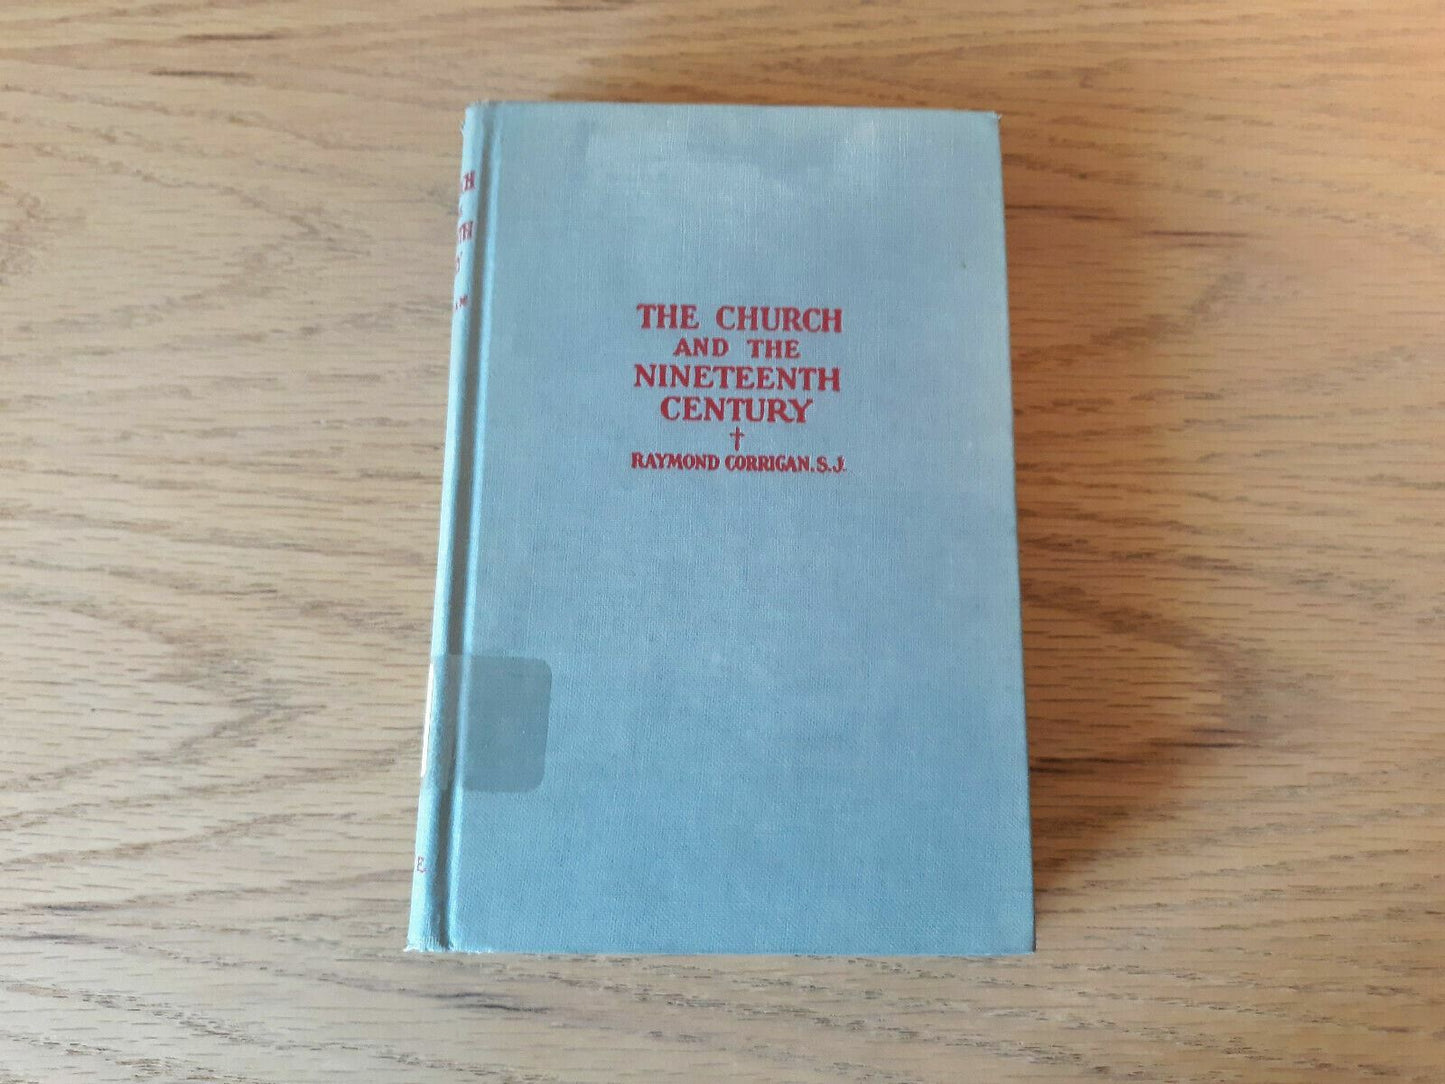 THE CHURCH
AND THE
NINETEENTH
CENTURY
RAYMOND CORRIGAN, S.J.